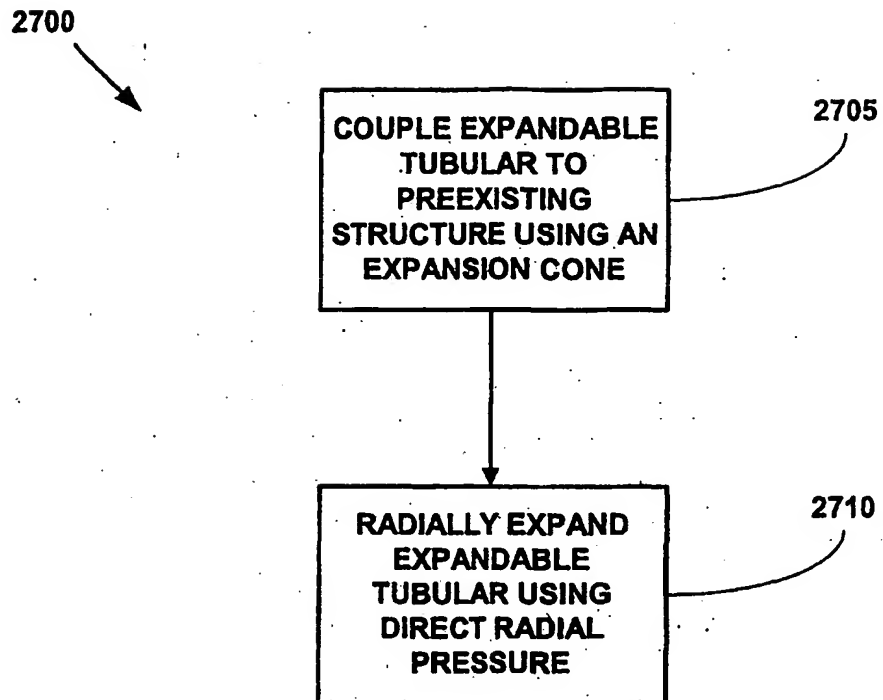 2700
COUPLE EXPANDABLE
TUBULAR TO
PREEXISTING
STRUCTURE USING AN
EXPANSION CONE
2705
RADIALLY EXPAND
EXPANDABLE
TUBULAR USING
DIRECT RADIAL
PRESSURE
2710